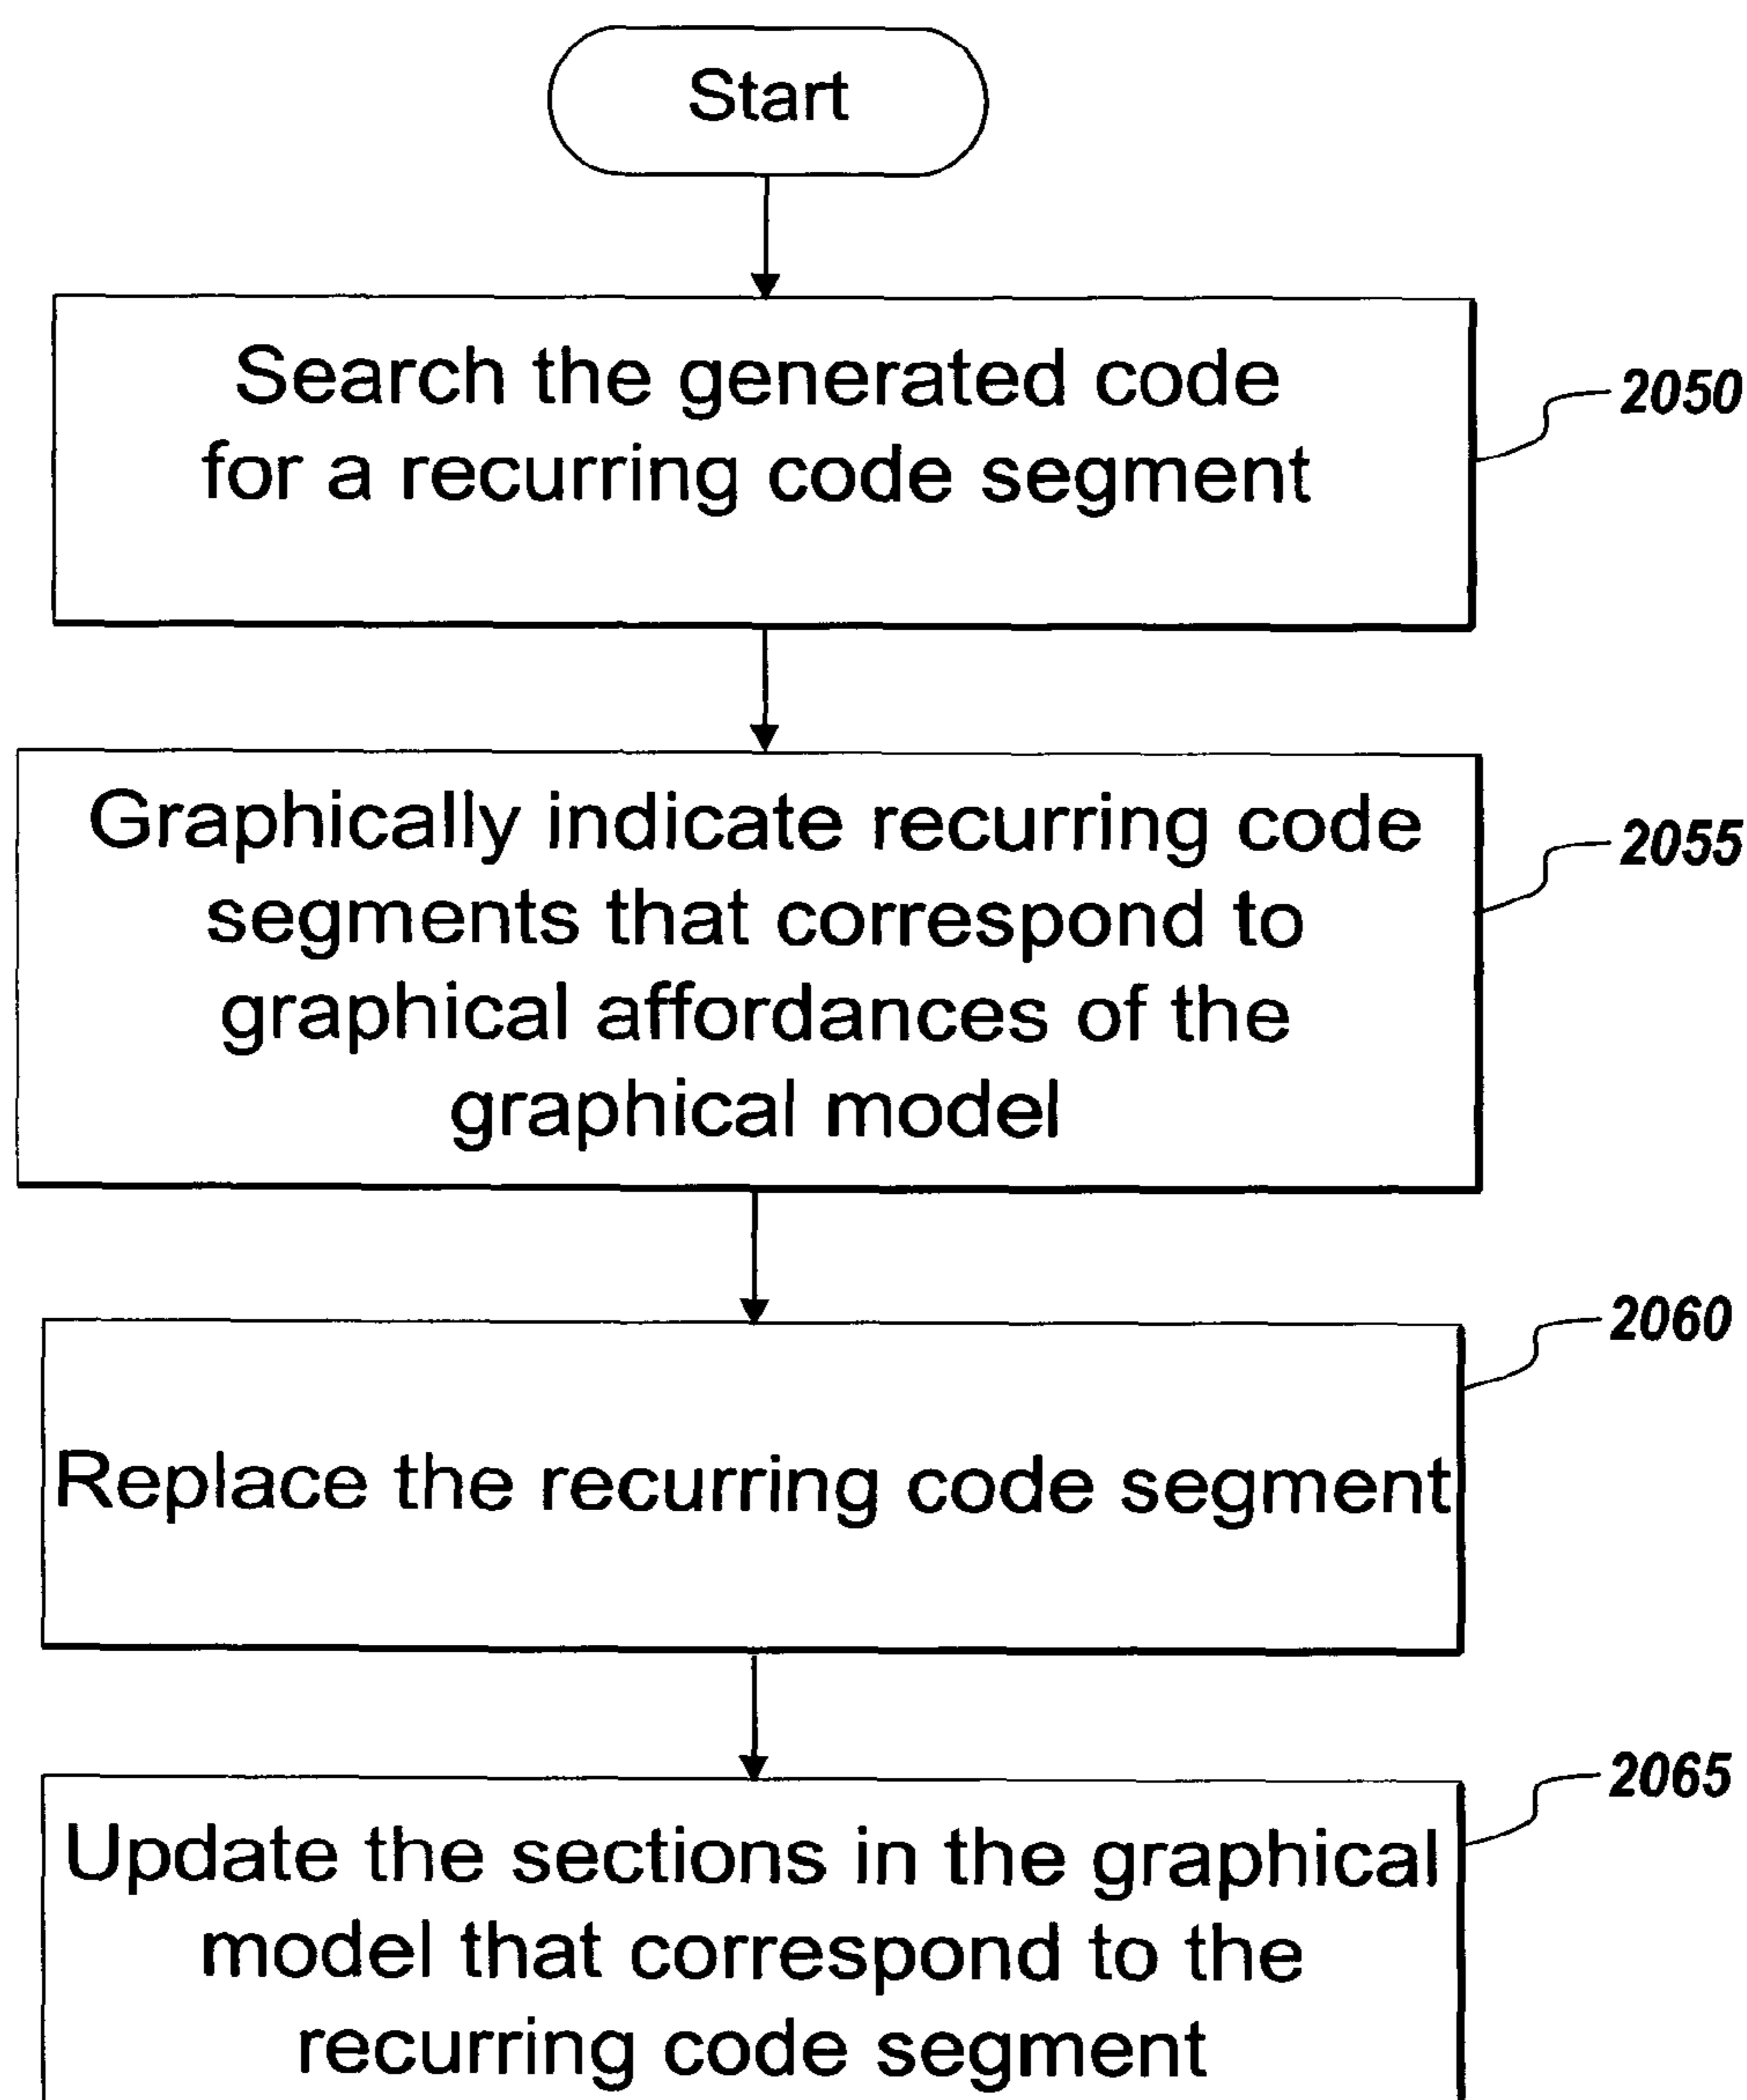 Start
Search the generated code
for a recurring code segment
2050
Graphically indicate recurring code
segments that correspond to
graphical affordances of the
graphical model
2055
Replace the recurring code segment
2060
Update the sections in the graphical
model that correspond to the
recurring code segment
2065